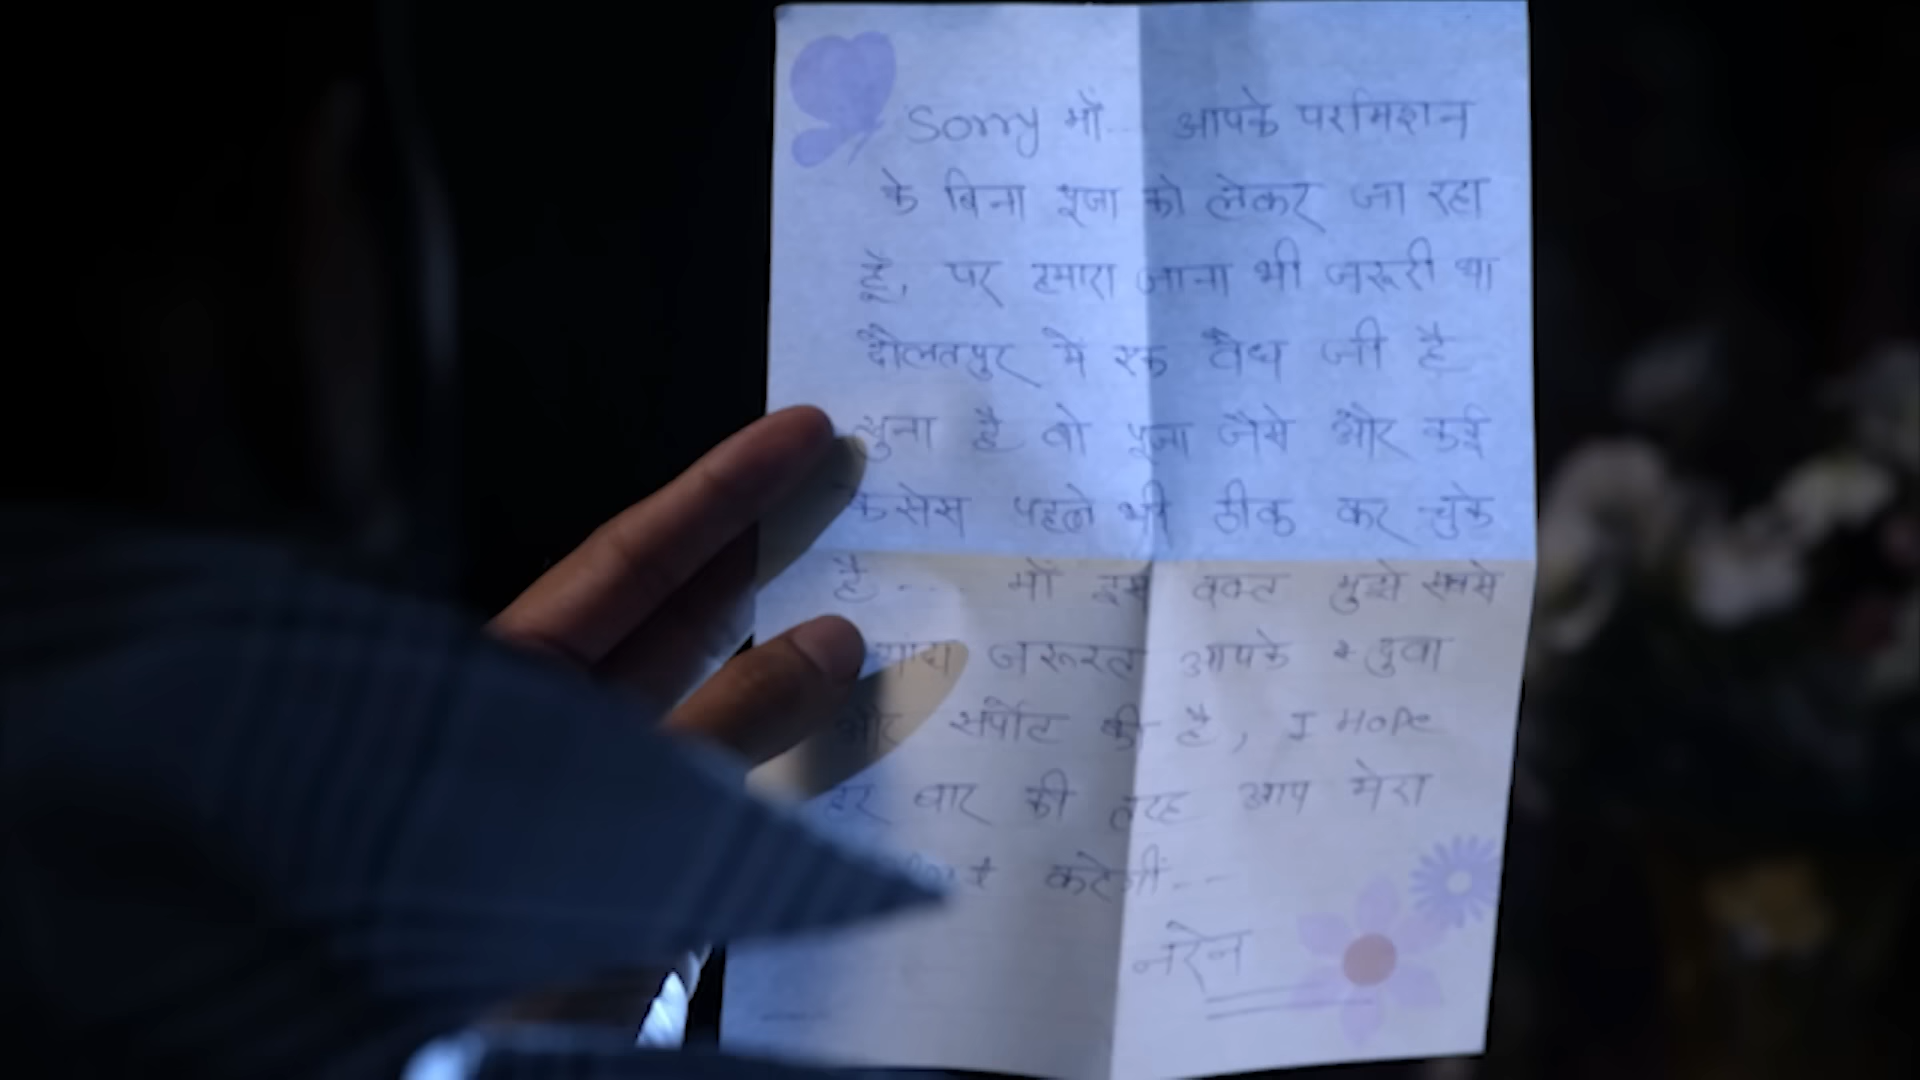 Sorry माँ-- आपके परमिशन
के बिना पूजा को लेकर जा रहा
हूँ, पर हमारा जाना भी जरूरी था
दौलतपुर में एक वैध जी है
सुना है वो पूजा जैसे और कई
केसेस पहले भी ठीक कर चुके
है---- माँ इस वक्त मुझे सबसे
जरूरत आपके दुवा
और सर्पोट की है, I HOPE
हर बार की तरह आप मेरा
करेगीं--
नरेन